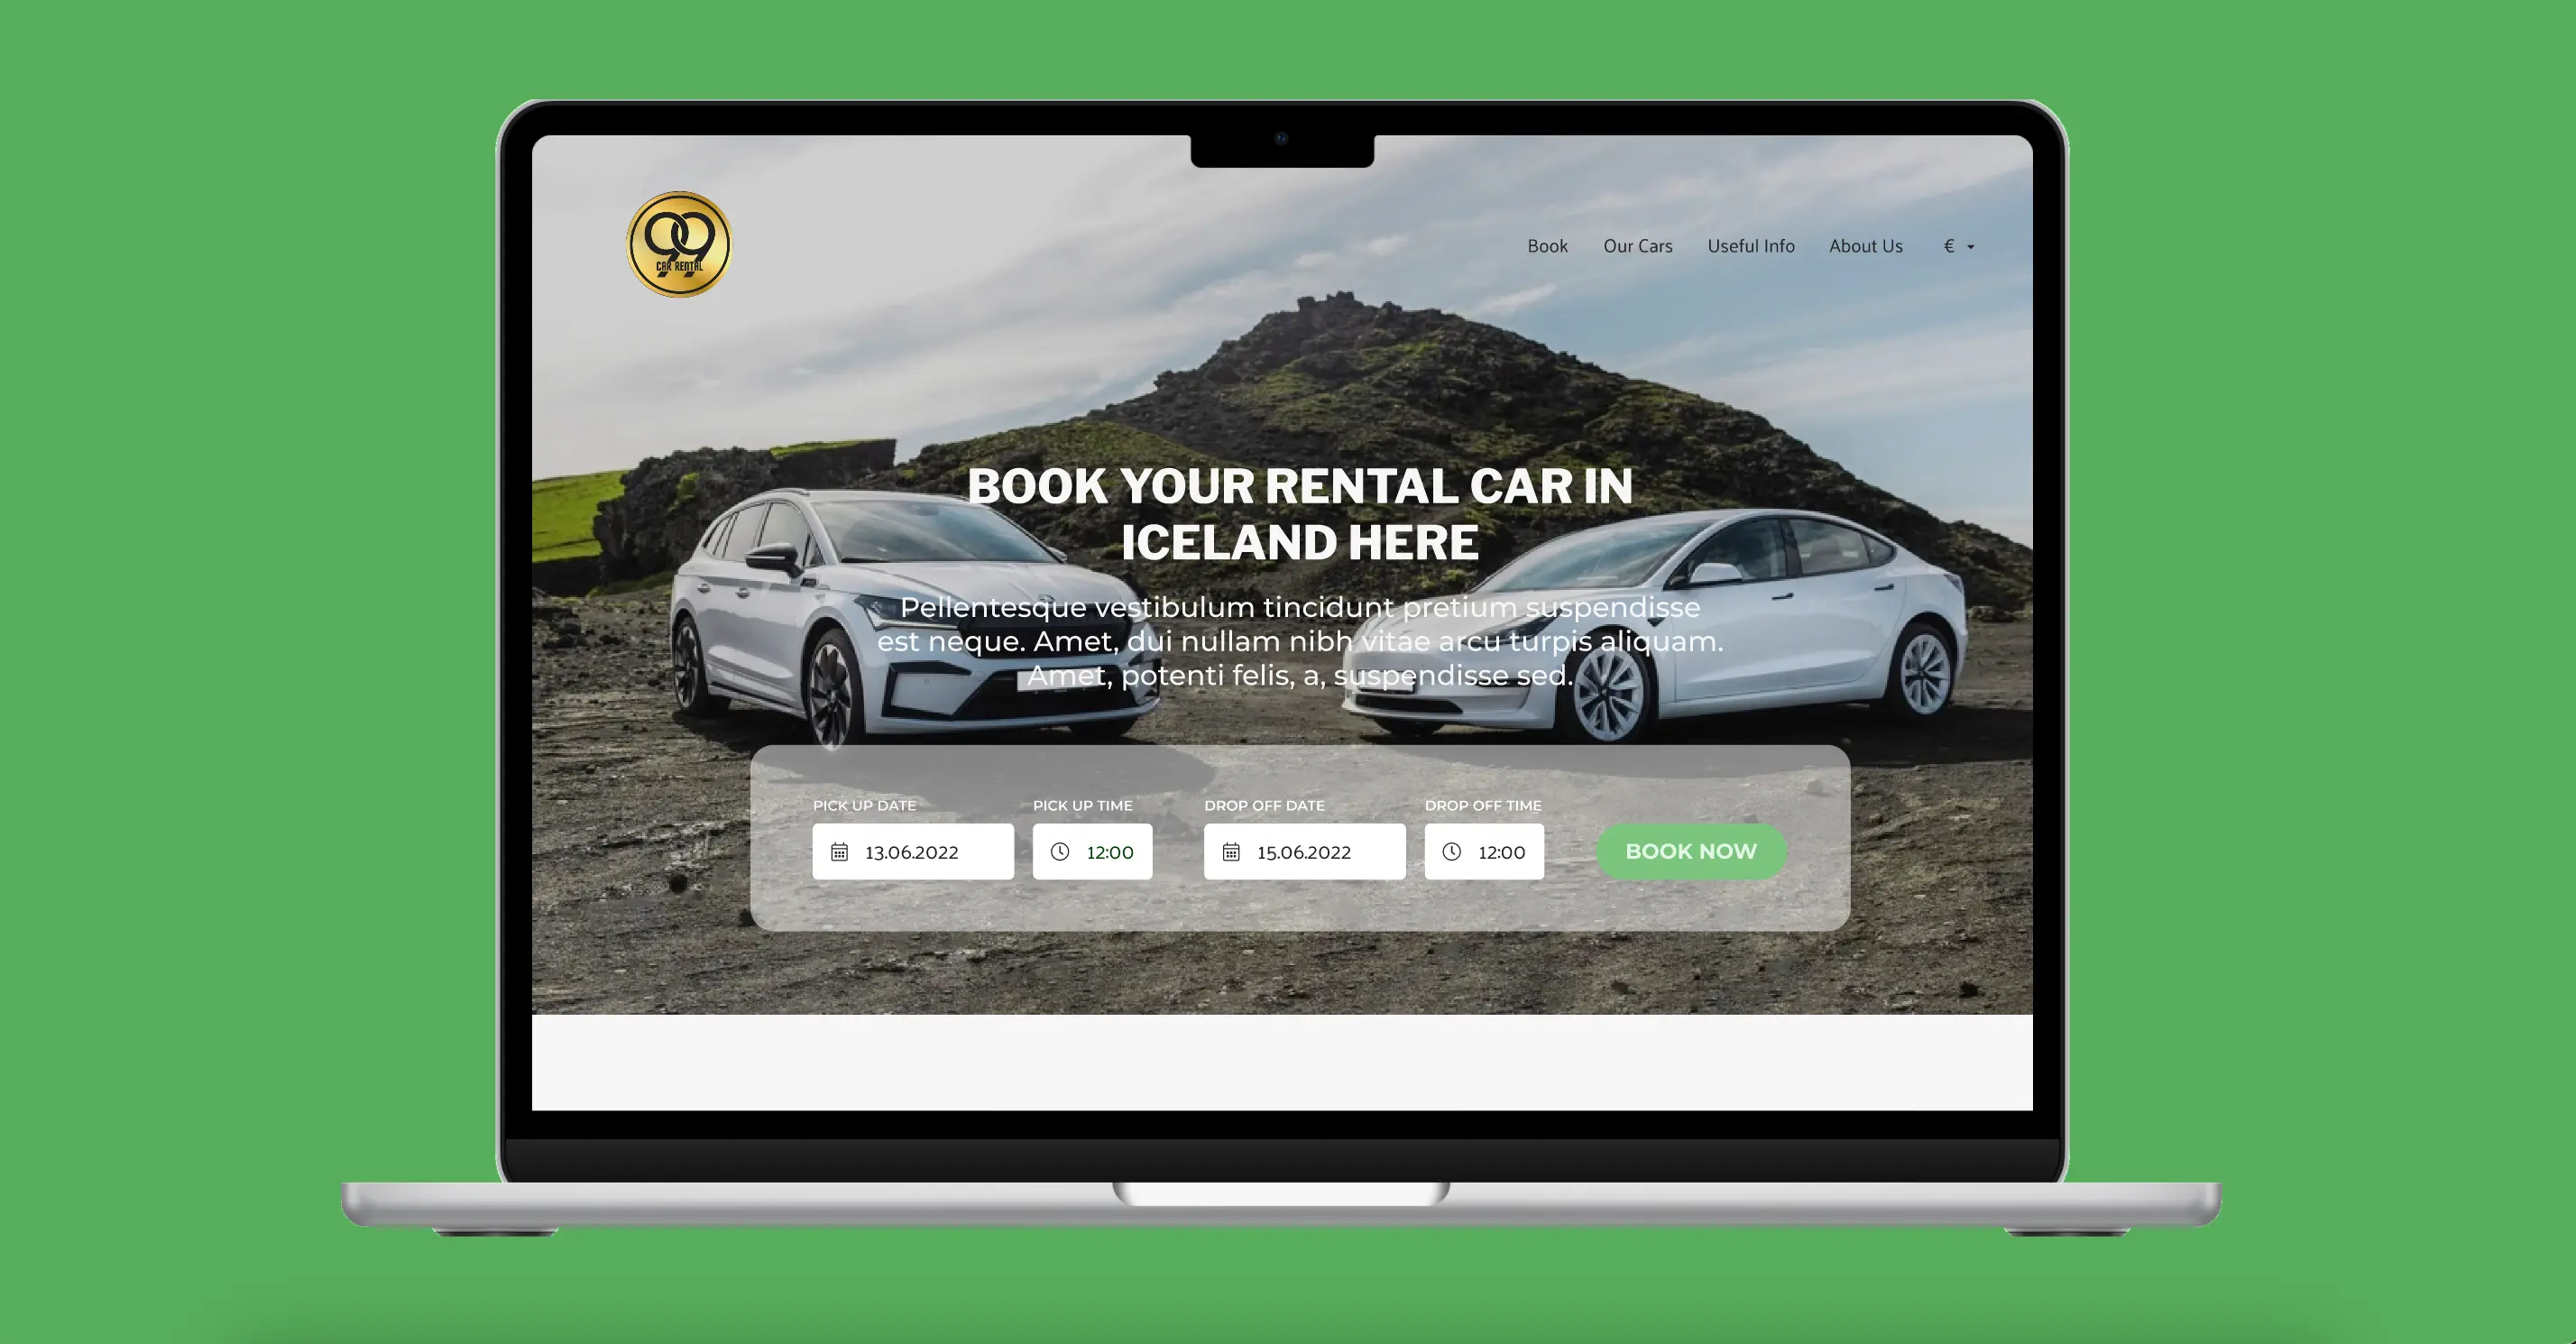 99
CAR RENTAL
Book Our Cars Useful Info About Us €
BOOK YOUR RENTAL CAR IN
ICELAND HERE
Pellentesque vestibulum tincidunt pretium suspendisse
est neque. Amet, dui nullam nibh vitae arcu turpis aliquam.
Amet, potenti felis, a, suspendisse sed.
PICK UP DATE PICK UP TIME DROP OFF DATE DROP OFF TIME
13.06.2022 12:00 15.06.2022 12:00 BOOK NOW